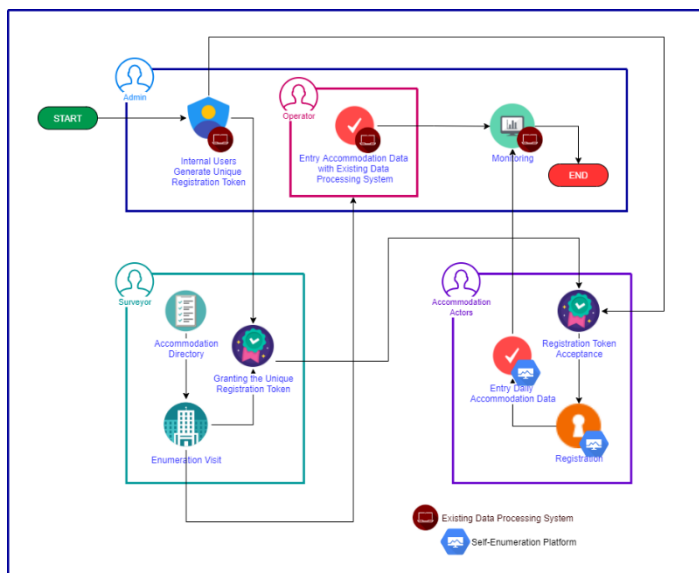 Admin
START
Internal Users
Generate Unique
Registration Token
Operator
Entry Accommodation Data
with Existing Data
Processing System
Monitoring
END
Surveyor
Accommodation
Directory
Granting the Unique
Registration Token
Enumeration Visit
Accommodation
Actors
Registration Token
Acceptance
Entry Daily
Accommodation Data
Registration
Existing Data Processing System
Self-Enumeration Platform